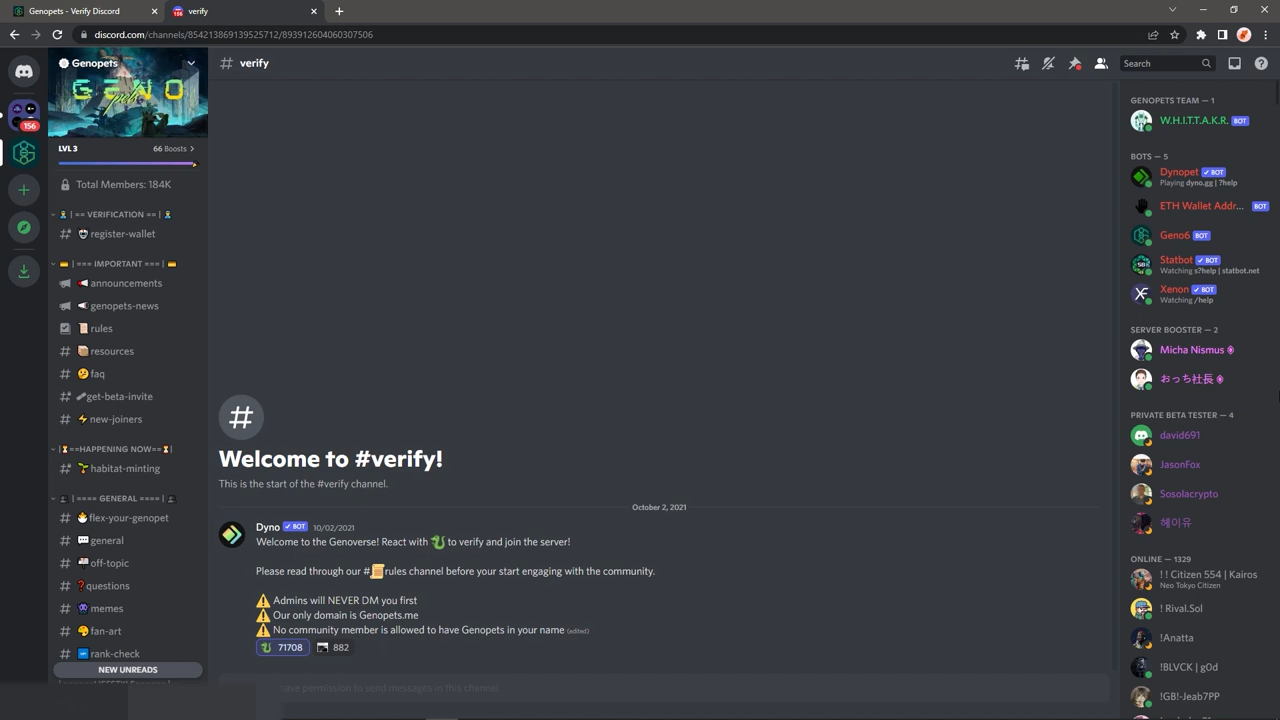 Genopets - Verify Discord
verify
discord.com/channels/854213869139525712/893912604060307506
Genopets
GENO
pets
LVL 3
66 Boosts
Total Members: 184K
| == VERIFICATION == |
register-wallet
| === IMPORTANT === |
announcements
genopets-news
rules
resources
faq
get-beta-invite
new-joiners
|==HAPPENING NOW==|
habitat-minting
| ==== GENERAL ==== |
flex-your-genopet
general
off-topic
questions
memes
fan-art
rank-check
NEW UNREADS
156
# verify
Search
Welcome to #verify!
This is the start of the #verify channel.
October 2, 2021
Dyno BOT 10/02/2021
Welcome to the Genoverse! React with 🐉 to verify and join the server!
Please read through our #📜rules channel before your start engaging with the community.
⚠️ Admins will NEVER DM you first
⚠️ Our only domain is Genopets.me
⚠️ No community member is allowed to have Genopets in your name (edited)
71708 882
have permission to send messages in this channel
GENOPETS TEAM — 1
W.H.I.T.T.A.K.R. BOT
BOTS — 5
Dynopet BOT
Playing dyno.gg | ?help
ETH Wallet Addr... BOT
Geno6 BOT
Statbot BOT
Watching s?help | statbot.net
Xenon BOT
Watching /help
SERVER BOOSTER — 2
Micha Nismus
おっち社長
PRIVATE BETA TESTER — 4
david691
JasonFox
Sosolacrypto
헤이유
ONLINE — 1329
! ! Citizen 554 | Kairos
Neo Tokyo Citizen
! Rival.Sol
!Anatta
!BLVCK | g0d
!GB!-Jeab7PP